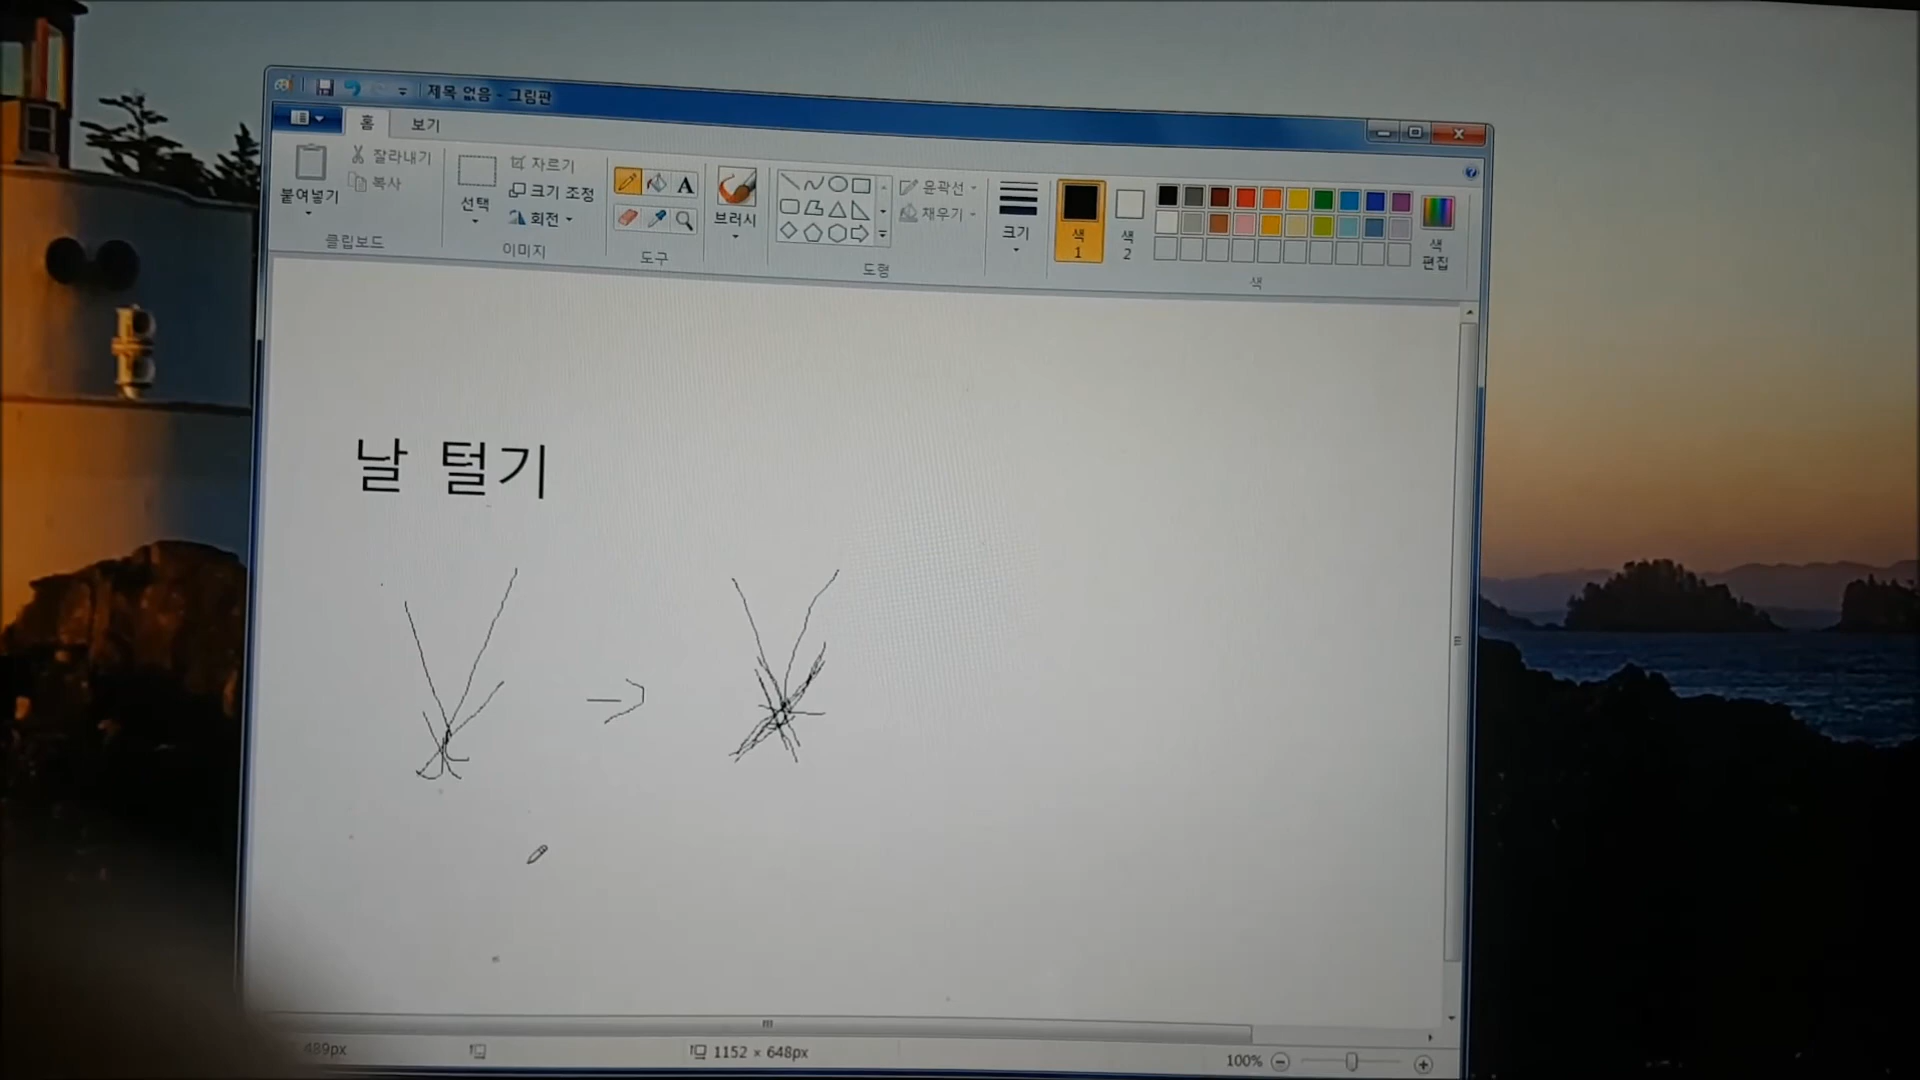 제목 없음 - 그림판
홈 보기
붙여넣기
잘라내기
복사
클립보드
선택
자르기
크기 조정
회전
이미지
A
도구
브러시
윤곽선
채우기
도형
크기
색
1
색
2
색
편집
색
날 털기
489px
1152 × 648px
100%